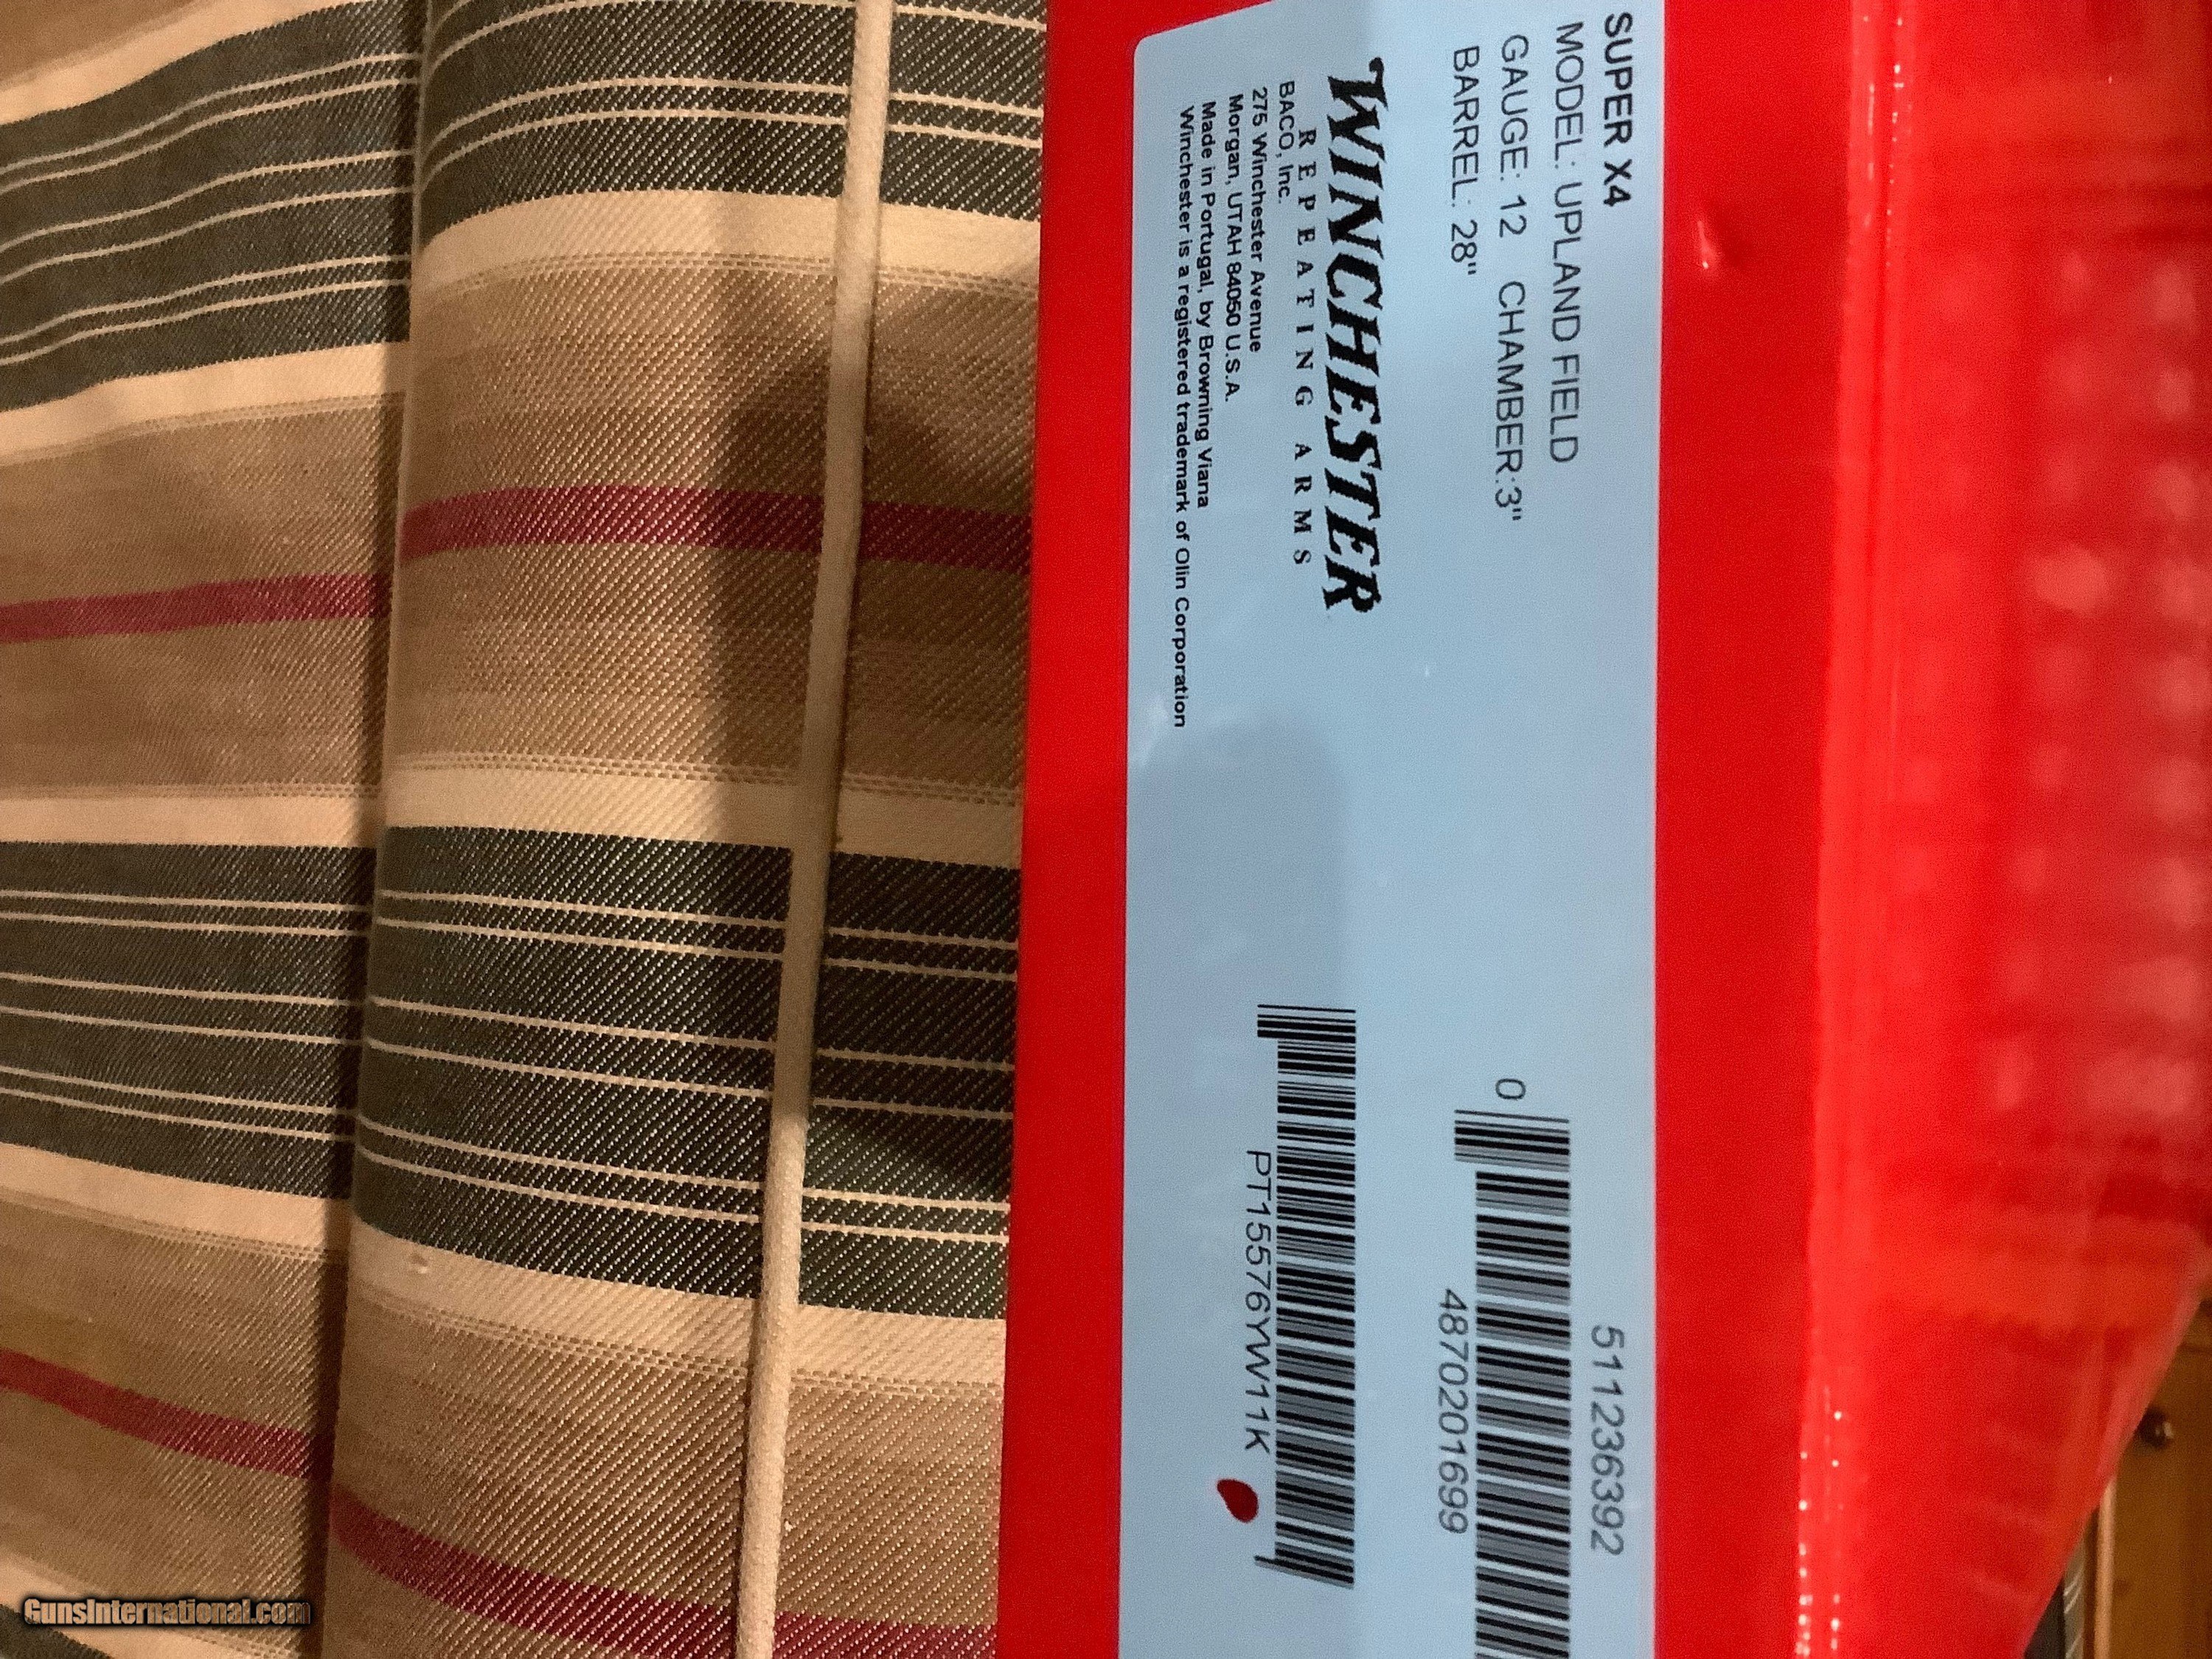 SUPER X4
MODEL: UPLAND FIELD
GAUGE: 12 CHAMBER:3"
BARREL: 28"
WINCHESTER
REPEATING ARMS
BACO, Inc.
275 Winchester Avenue
Morgan, UTAH 84050 U.S.A.
Made in Portugal, by Browning Viana
Winchester is a registered trademark of Olin Corporation
511236392
0
48702016999
PT15576YW11K
GunsInternational.com